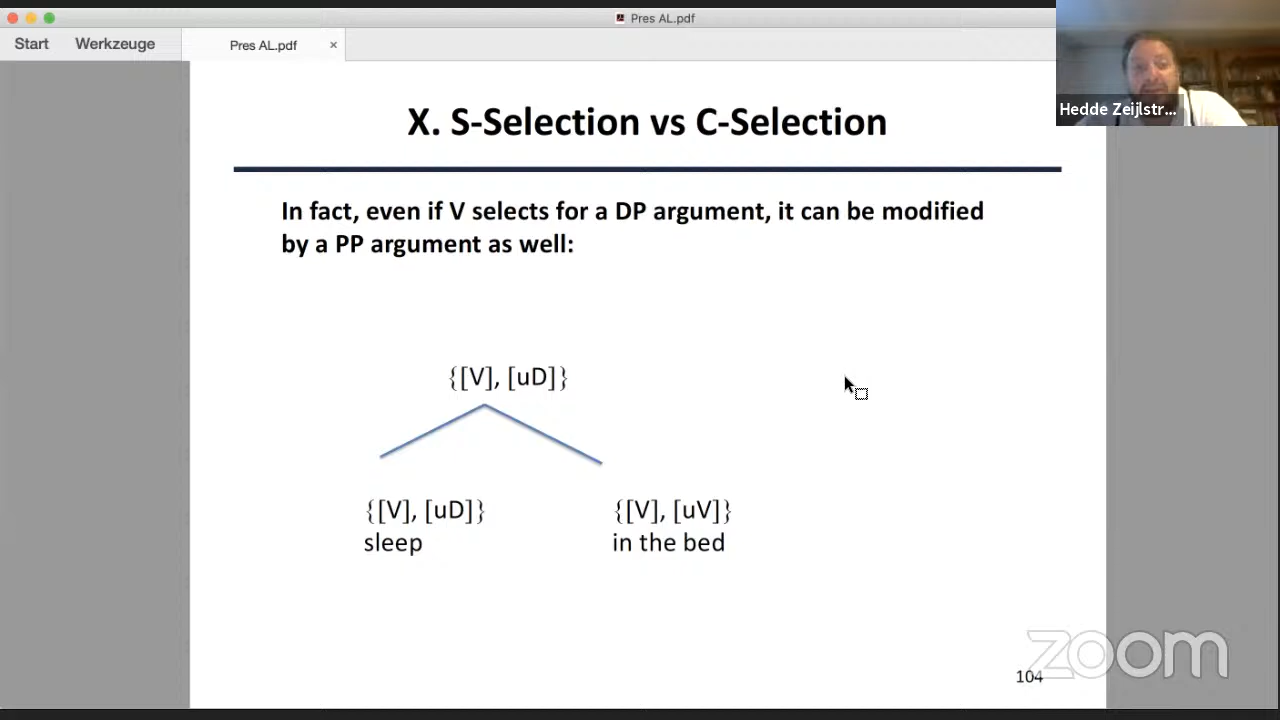 Pres AL.pdf
Start Werkzeuge Pres AL.pdf ×
Hedde Zeijlstr...
X. S-Selection vs C-Selection
In fact, even if V selects for a DP argument, it can be modified
by a PP argument as well:
{[V], [uD]}
{[V], [uD]} {[V], [uV]}
sleep in the bed
zoom
104